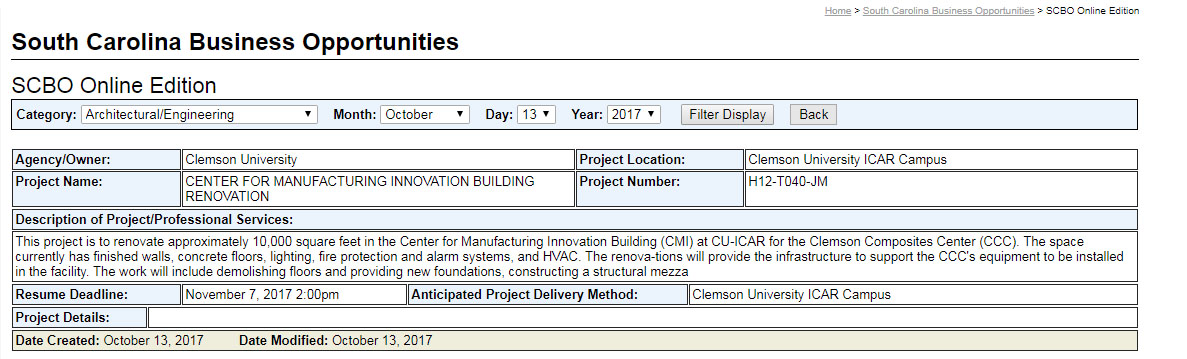 Home > South Carolina Business Opportunities > SCBO Online Edition
South Carolina Business Opportunities
SCBO Online Edition
Category: Architectural/Engineering Month: October Day: 13 Year: 2017 Filter Display Back
Agency/Owner: Clemson University Project Location: Clemson University ICAR Campus
Project Name: CENTER FOR MANUFACTURING INNOVATION BUILDING Project Number: H12-T040-JM
RENOVATION
Description of Project/Professional Services:
This project is to renovate approximately 10,000 square feet in the Center for Manufacturing Innovation Building (CMI) at CU-ICAR for the Clemson Composites Center (CCC). The space
currently has finished walls, concrete floors, lighting, fire protection and alarm systems, and HVAC. The renova-tions will provide the infrastructure to support the CCC's equipment to be installed
in the facility. The work will include demolishing floors and providing new foundations, constructing a structural mezza
Resume Deadline: November 7, 2017 2:00pm Anticipated Project Delivery Method: Clemson University ICAR Campus
Project Details:
Date Created: October 13, 2017 Date Modified: October 13, 2017